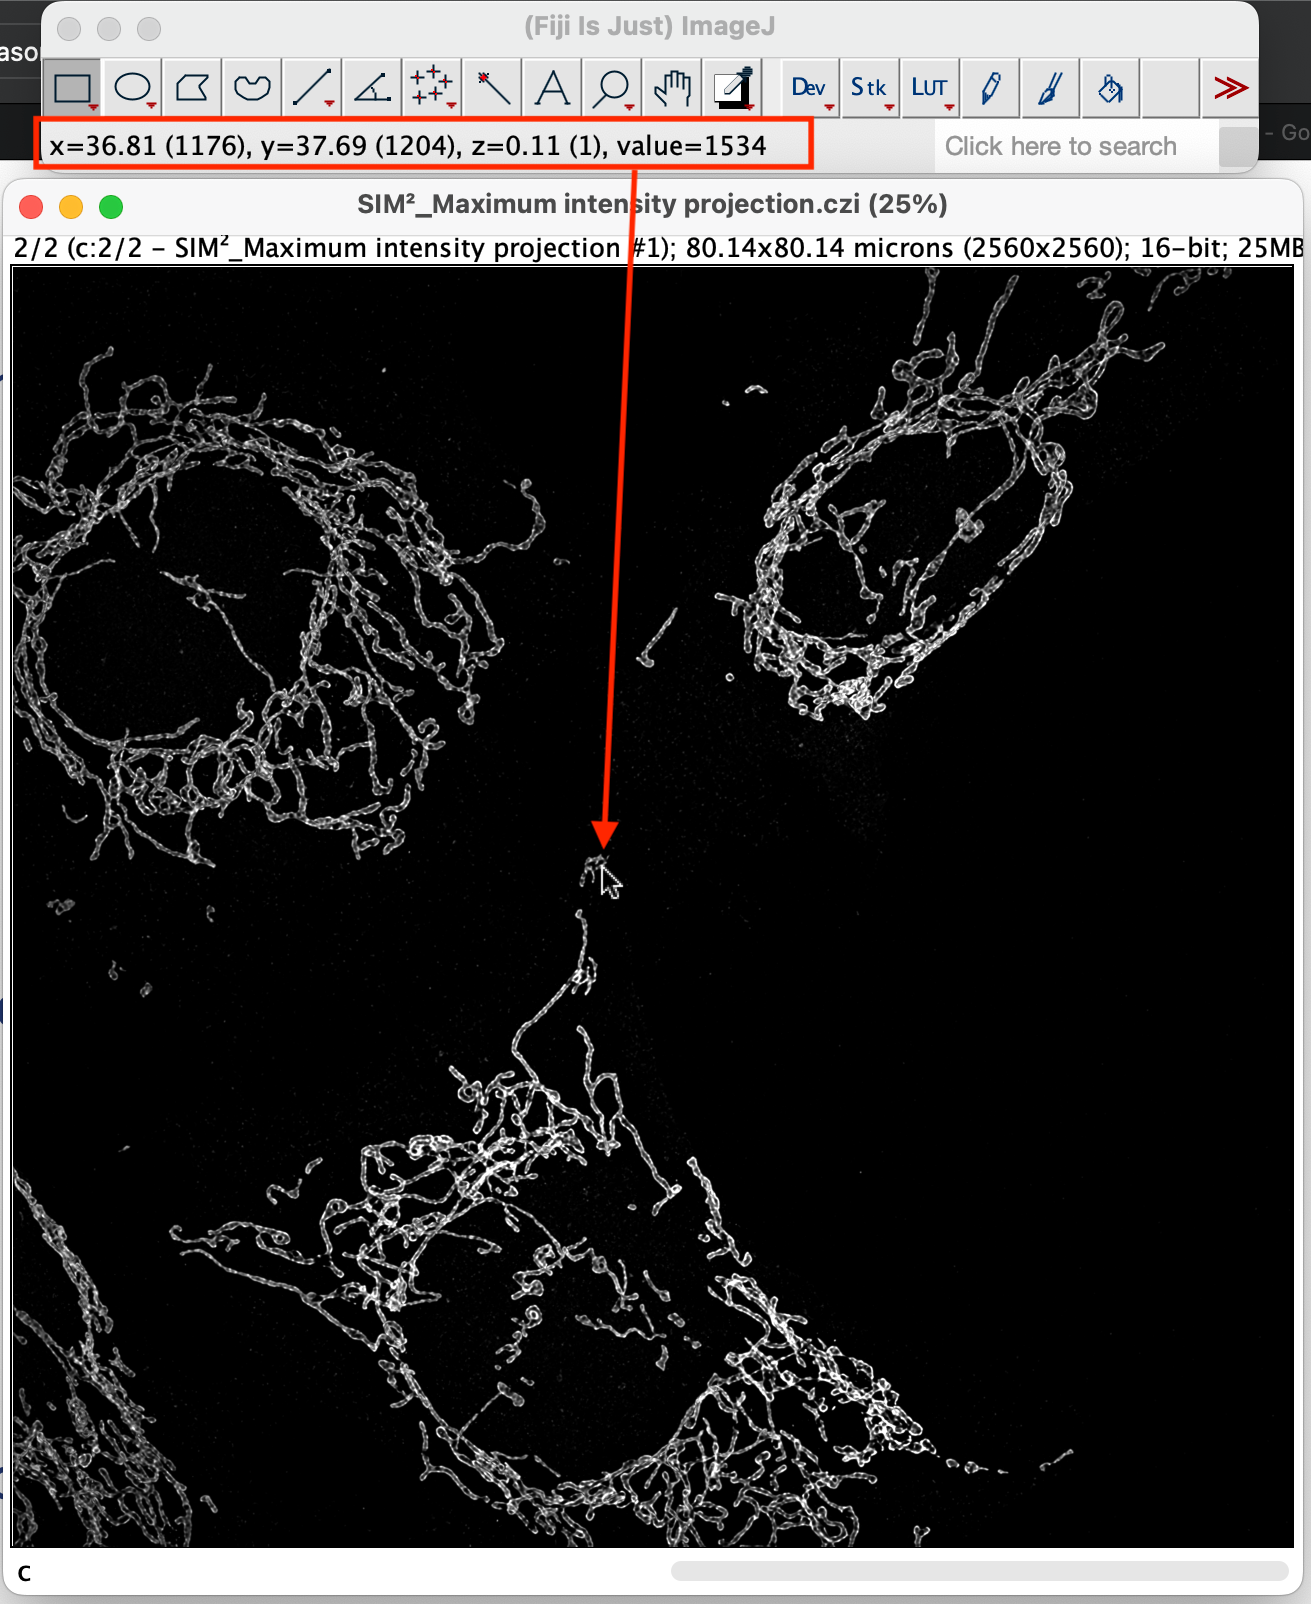 (Fiji Is Just) ImageJ
aso
Dev Stk LUT
x=36.81 (1176), y=37.69 (1204), z=0.11 (1), value=1534
Click here to search
- Go
SIM²_Maximum intensity projection.czi (25%)
2/2 (c:2/2 - SIM²_Maximum intensity projection #1); 80.14x80.14 microns (2560x2560); 16-bit; 25MB
c